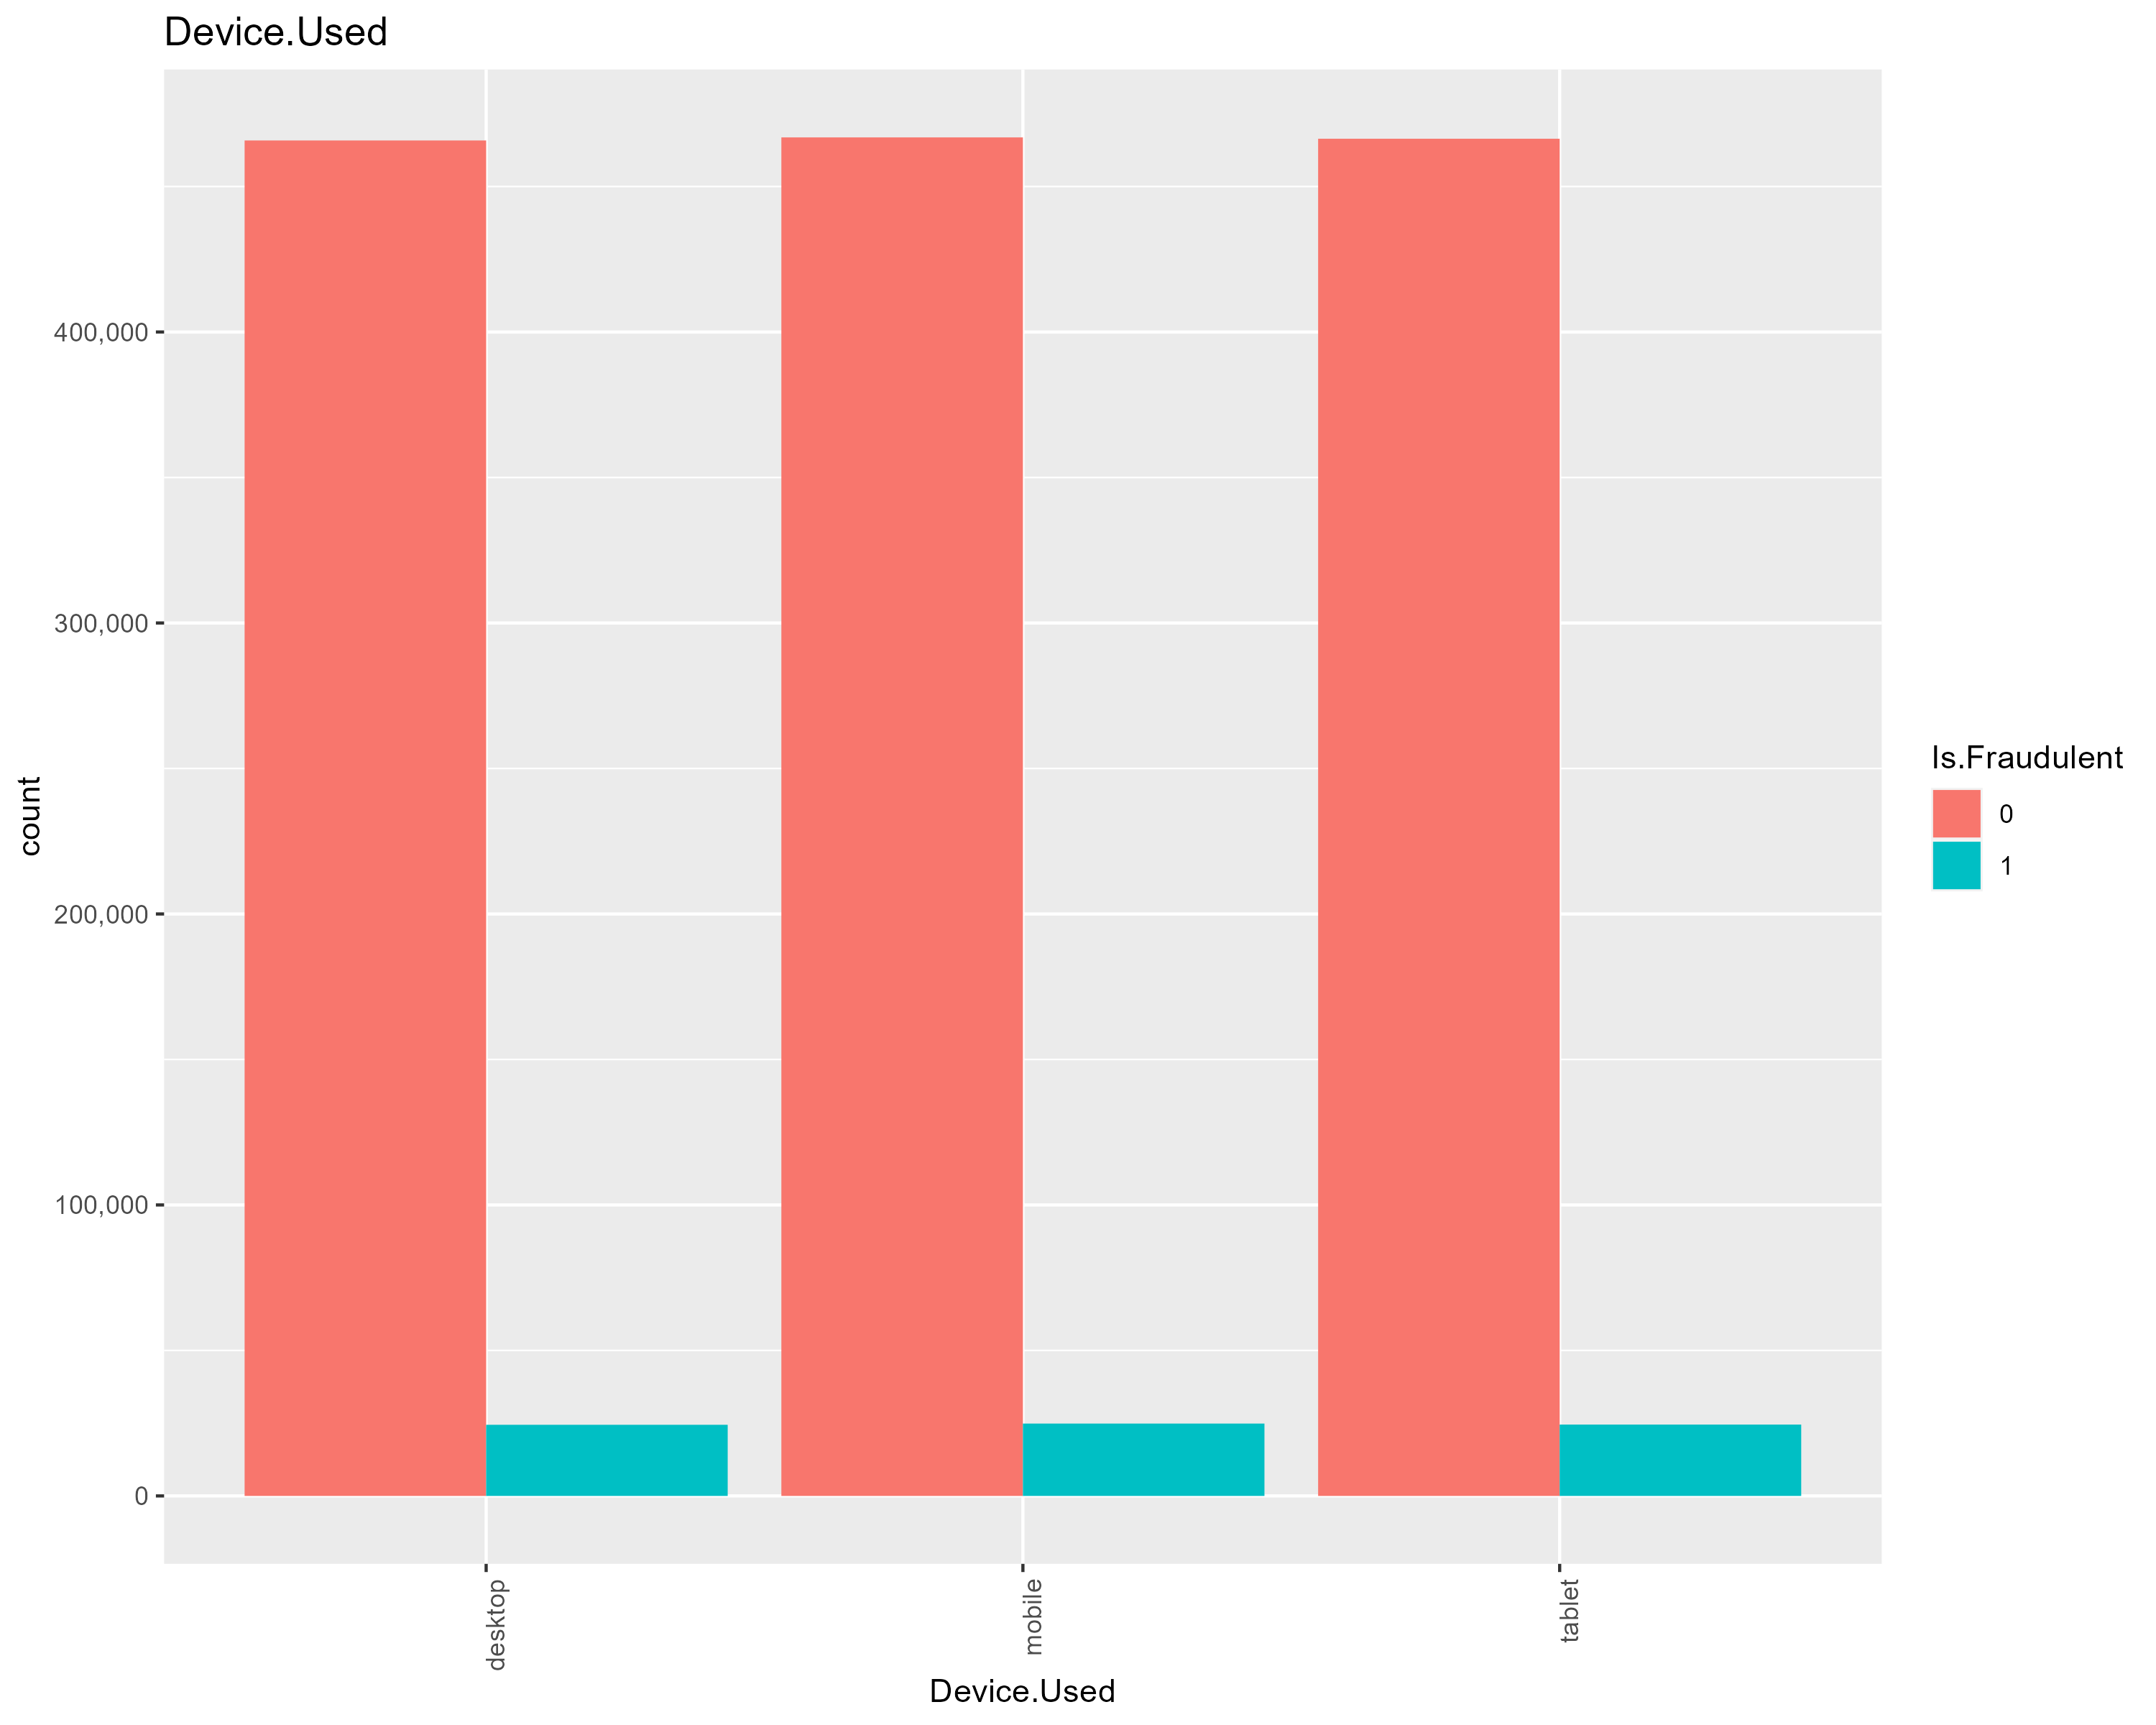 Device.Used
count
400,000
300,000
200,000
100,000
0
desktop
mobile
tablet
Device.Used
Is.Fraudulent
0
1